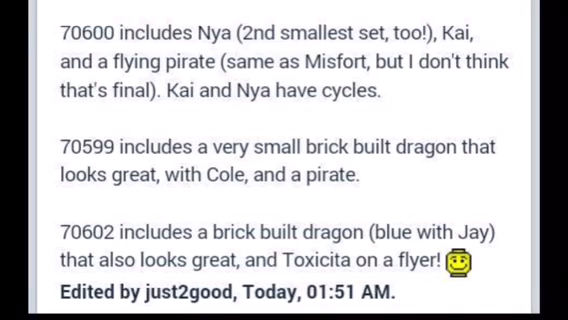 70600 includes Nya (2nd smallest set, too!), Kai,
and a flying pirate (same as Misfort, but I don't think
that's final). Kai and Nya have cycles.
70599 includes a very small brick built dragon that
looks great, with Cole, and a pirate.
70602 includes a brick built dragon (blue with Jay)
that also looks great, and Toxicita on a flyer!
Edited by just2good, Today, 01:51 AM.